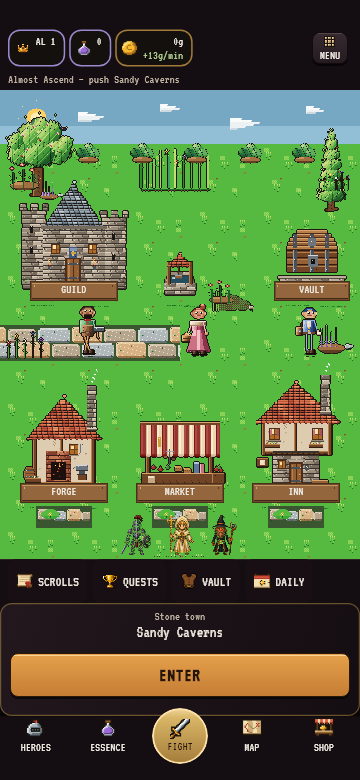 AL 1
0
0g
+13g/min
MENU
Almost Ascend – push Sandy Caverns
GUILD
VAULT
FORGE
MARKET
INN
SCROLLS
QUESTS
VAULT
DAILY
Stone town
Sandy Caverns
ENTER
HEROES
ESSENCE
FIGHT
MAP
SHOP